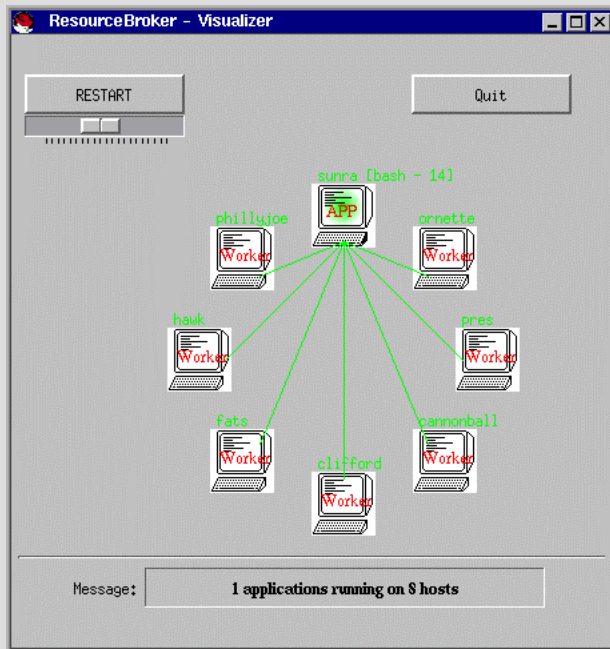 ResourceBroker - Visualizer
RESTART
Quit
sunra [bash - 14]
APP
phillyjoe
Worker
ornette
Worker
hawk
Worker
pres
Worker
fats
Worker
cannonball
Worker
clifford
Worker
Message:
1 applications running on 8 hosts